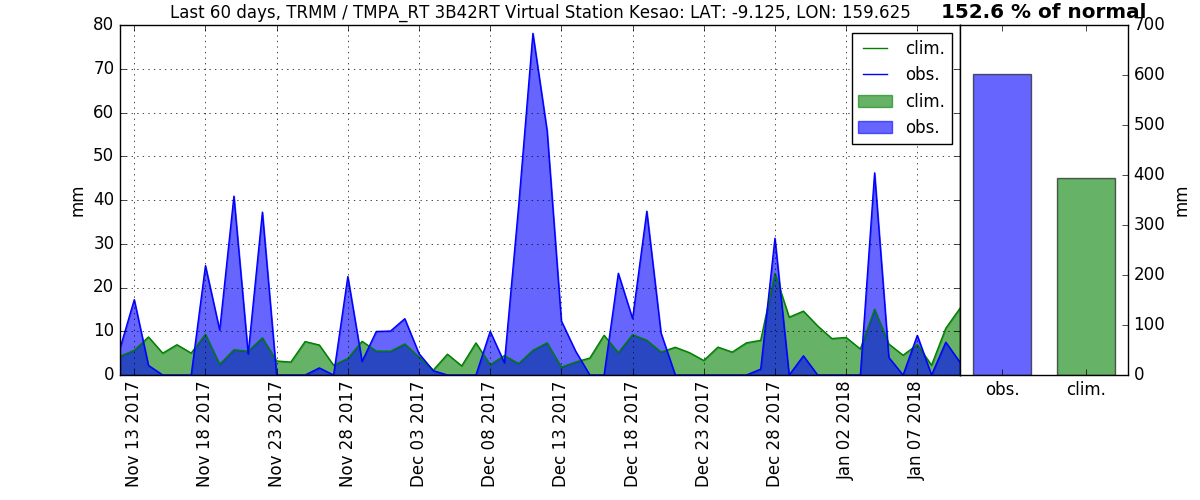 Last 60 days, TRMM / TMPA_RT 3B42RT Virtual Station Kesao: LAT: -9.125, LON: 159.625
152.6 % of normal
80
70
60
50
40
30
20
10
0
mm
clim.
obs.
clim.
obs.
Nov 13 2017
Nov 18 2017
Nov 23 2017
Nov 28 2017
Dec 03 2017
Dec 08 2017
Dec 13 2017
Dec 18 2017
Dec 23 2017
Dec 28 2017
Jan 02 2018
Jan 07 2018
700
600
500
400
300
200
100
0
mm
obs.
clim.